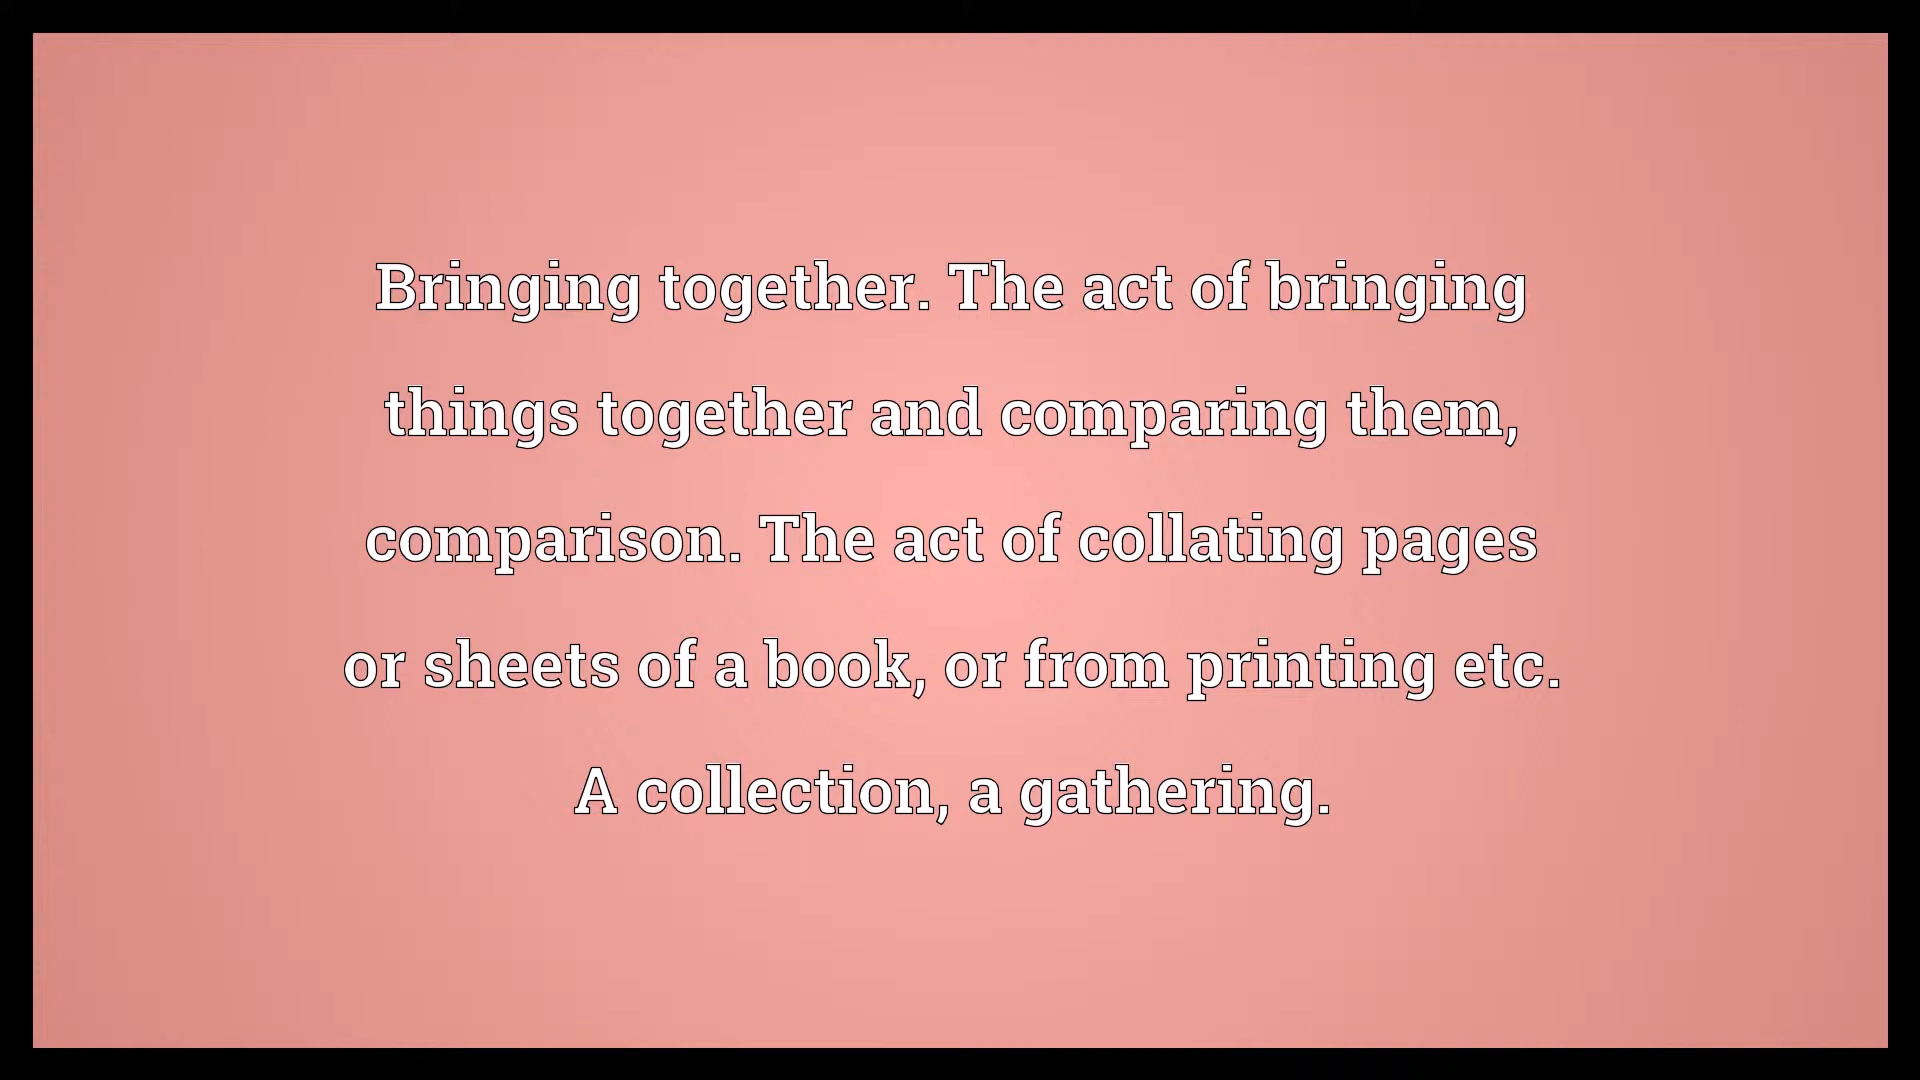 Bringing together. The act of bringing
things together and comparing them,
comparison. The act of collating pages
or sheets of a book, or from printing etc.
A collection, a gathering.